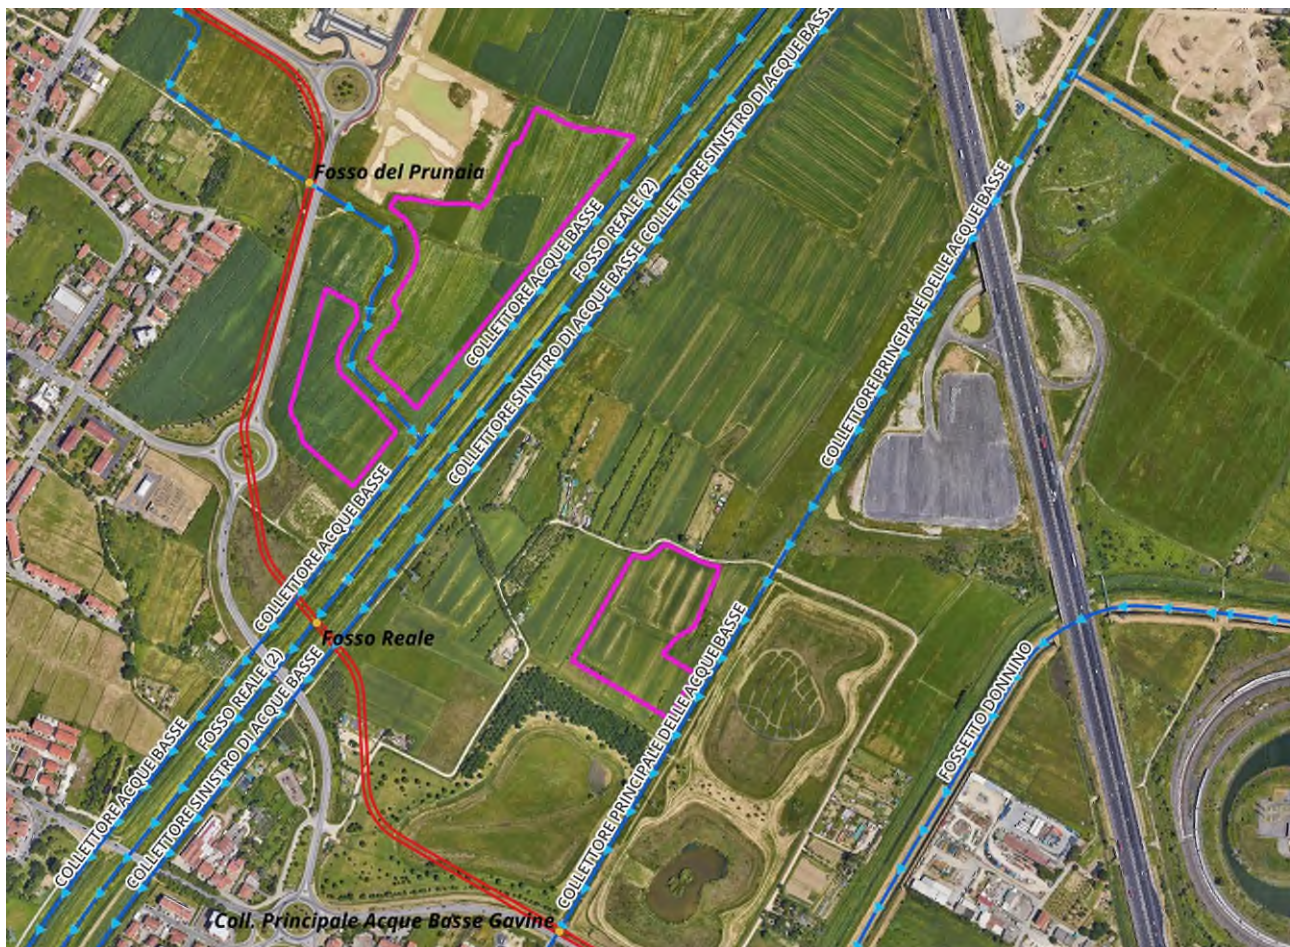 COLLETTORE SINISTRO DI ACQUE BASSE
Fosso del Prunaia
COLLETTORE ACQUE BASSE
FOSSO REALE (2)
COLLETTORE PRINCIPALE DELLE ACQUE BASSE
COLLETTORE SINISTRO DI ACQUE BASSE
COLLETTORE ACQUE BASSE
Fosso Reale
COLLETTORE PRINCIPALE DELLE ACQUE BASSE
FOSSETTO DONNINO
FOSSO REALE (2)
COLLETTORE ACQUE BASSE
COLLETTORE SINISTRO DI ACQUE BASSE
Coll. Principale Acque Basse Gavine